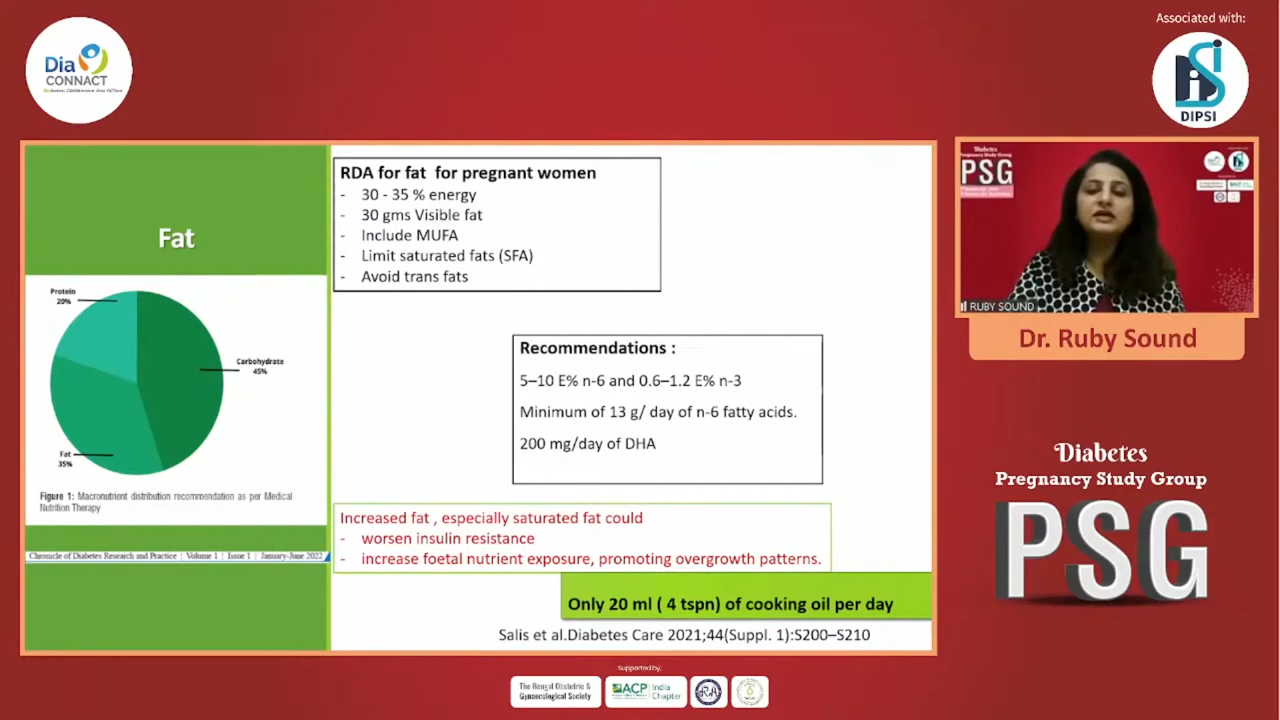 Associated with:
Dia
CONNACT
DIPSI
Fat
Protein
20%
Carbohydrate
45%
Fat
35%
Figure 1: Macronutrient distribution recommendation as per Medical
Nutrition Therapy
Chronicle of Diabetes Research and Practice | Volume 1 | Issue 1 | January-June 2022
RDA for fat for pregnant women
- 30 - 35 % energy
- 30 gms Visible fat
- Include MUFA
- Limit saturated fats (SFA)
- Avoid trans fats
Recommendations :
5–10 E% n-6 and 0.6–1.2 E% n-3
Minimum of 13 g/ day of n-6 fatty acids.
200 mg/day of DHA
Increased fat , especially saturated fat could
- worsen insulin resistance
- increase foetal nutrient exposure, promoting overgrowth patterns.
Only 20 ml ( 4 tspn) of cooking oil per day
Salis et al.Diabetes Care 2021;44(Suppl. 1):S200–S210
Diabetes
Pregnancy Study Group
PSG
RUBY SOUND
Dr. Ruby Sound
Diabetes
Pregnancy Study Group
PSG
Supported by:
The Bengal Obstetric &
Gynaecological Society
ACP
India
Chapter